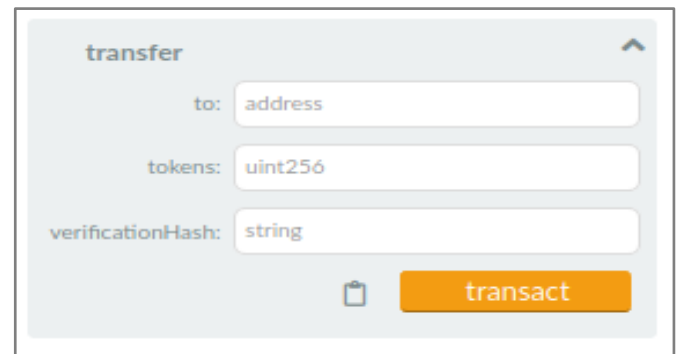 transfer
to: address
tokens: uint256
verificationHash: string
transact